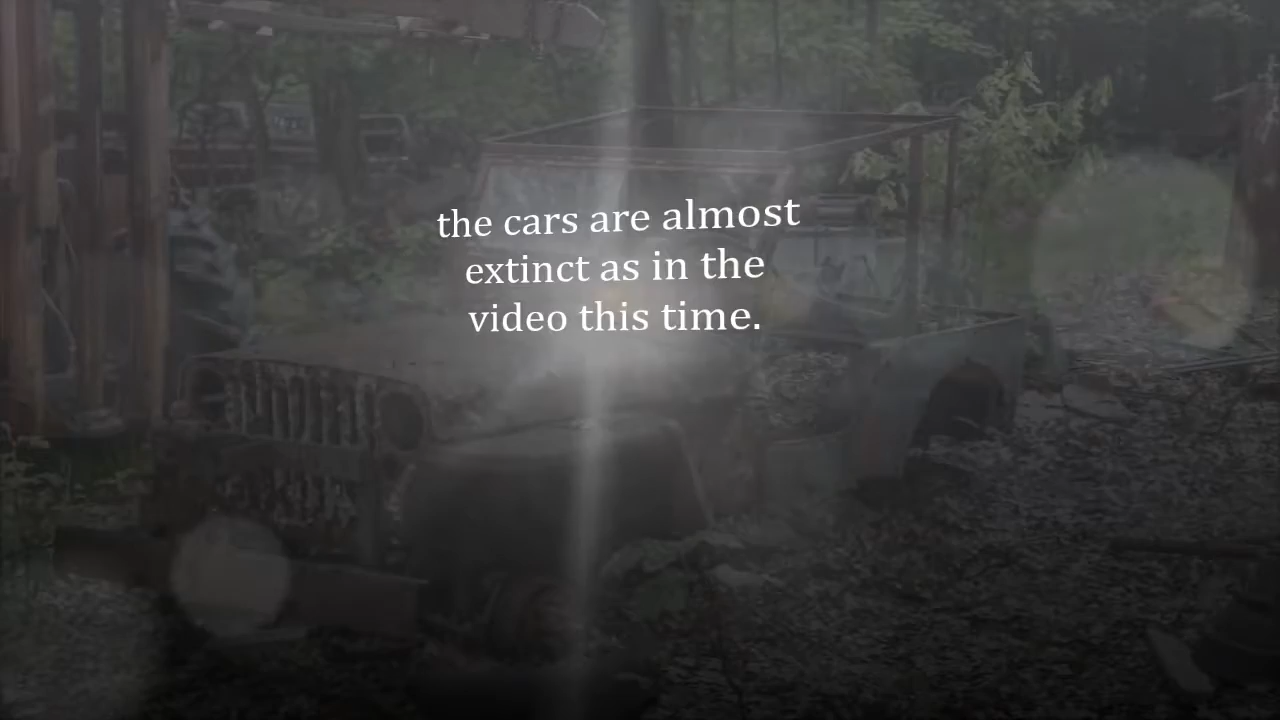 the cars are almost
extinct as in the
video this time.